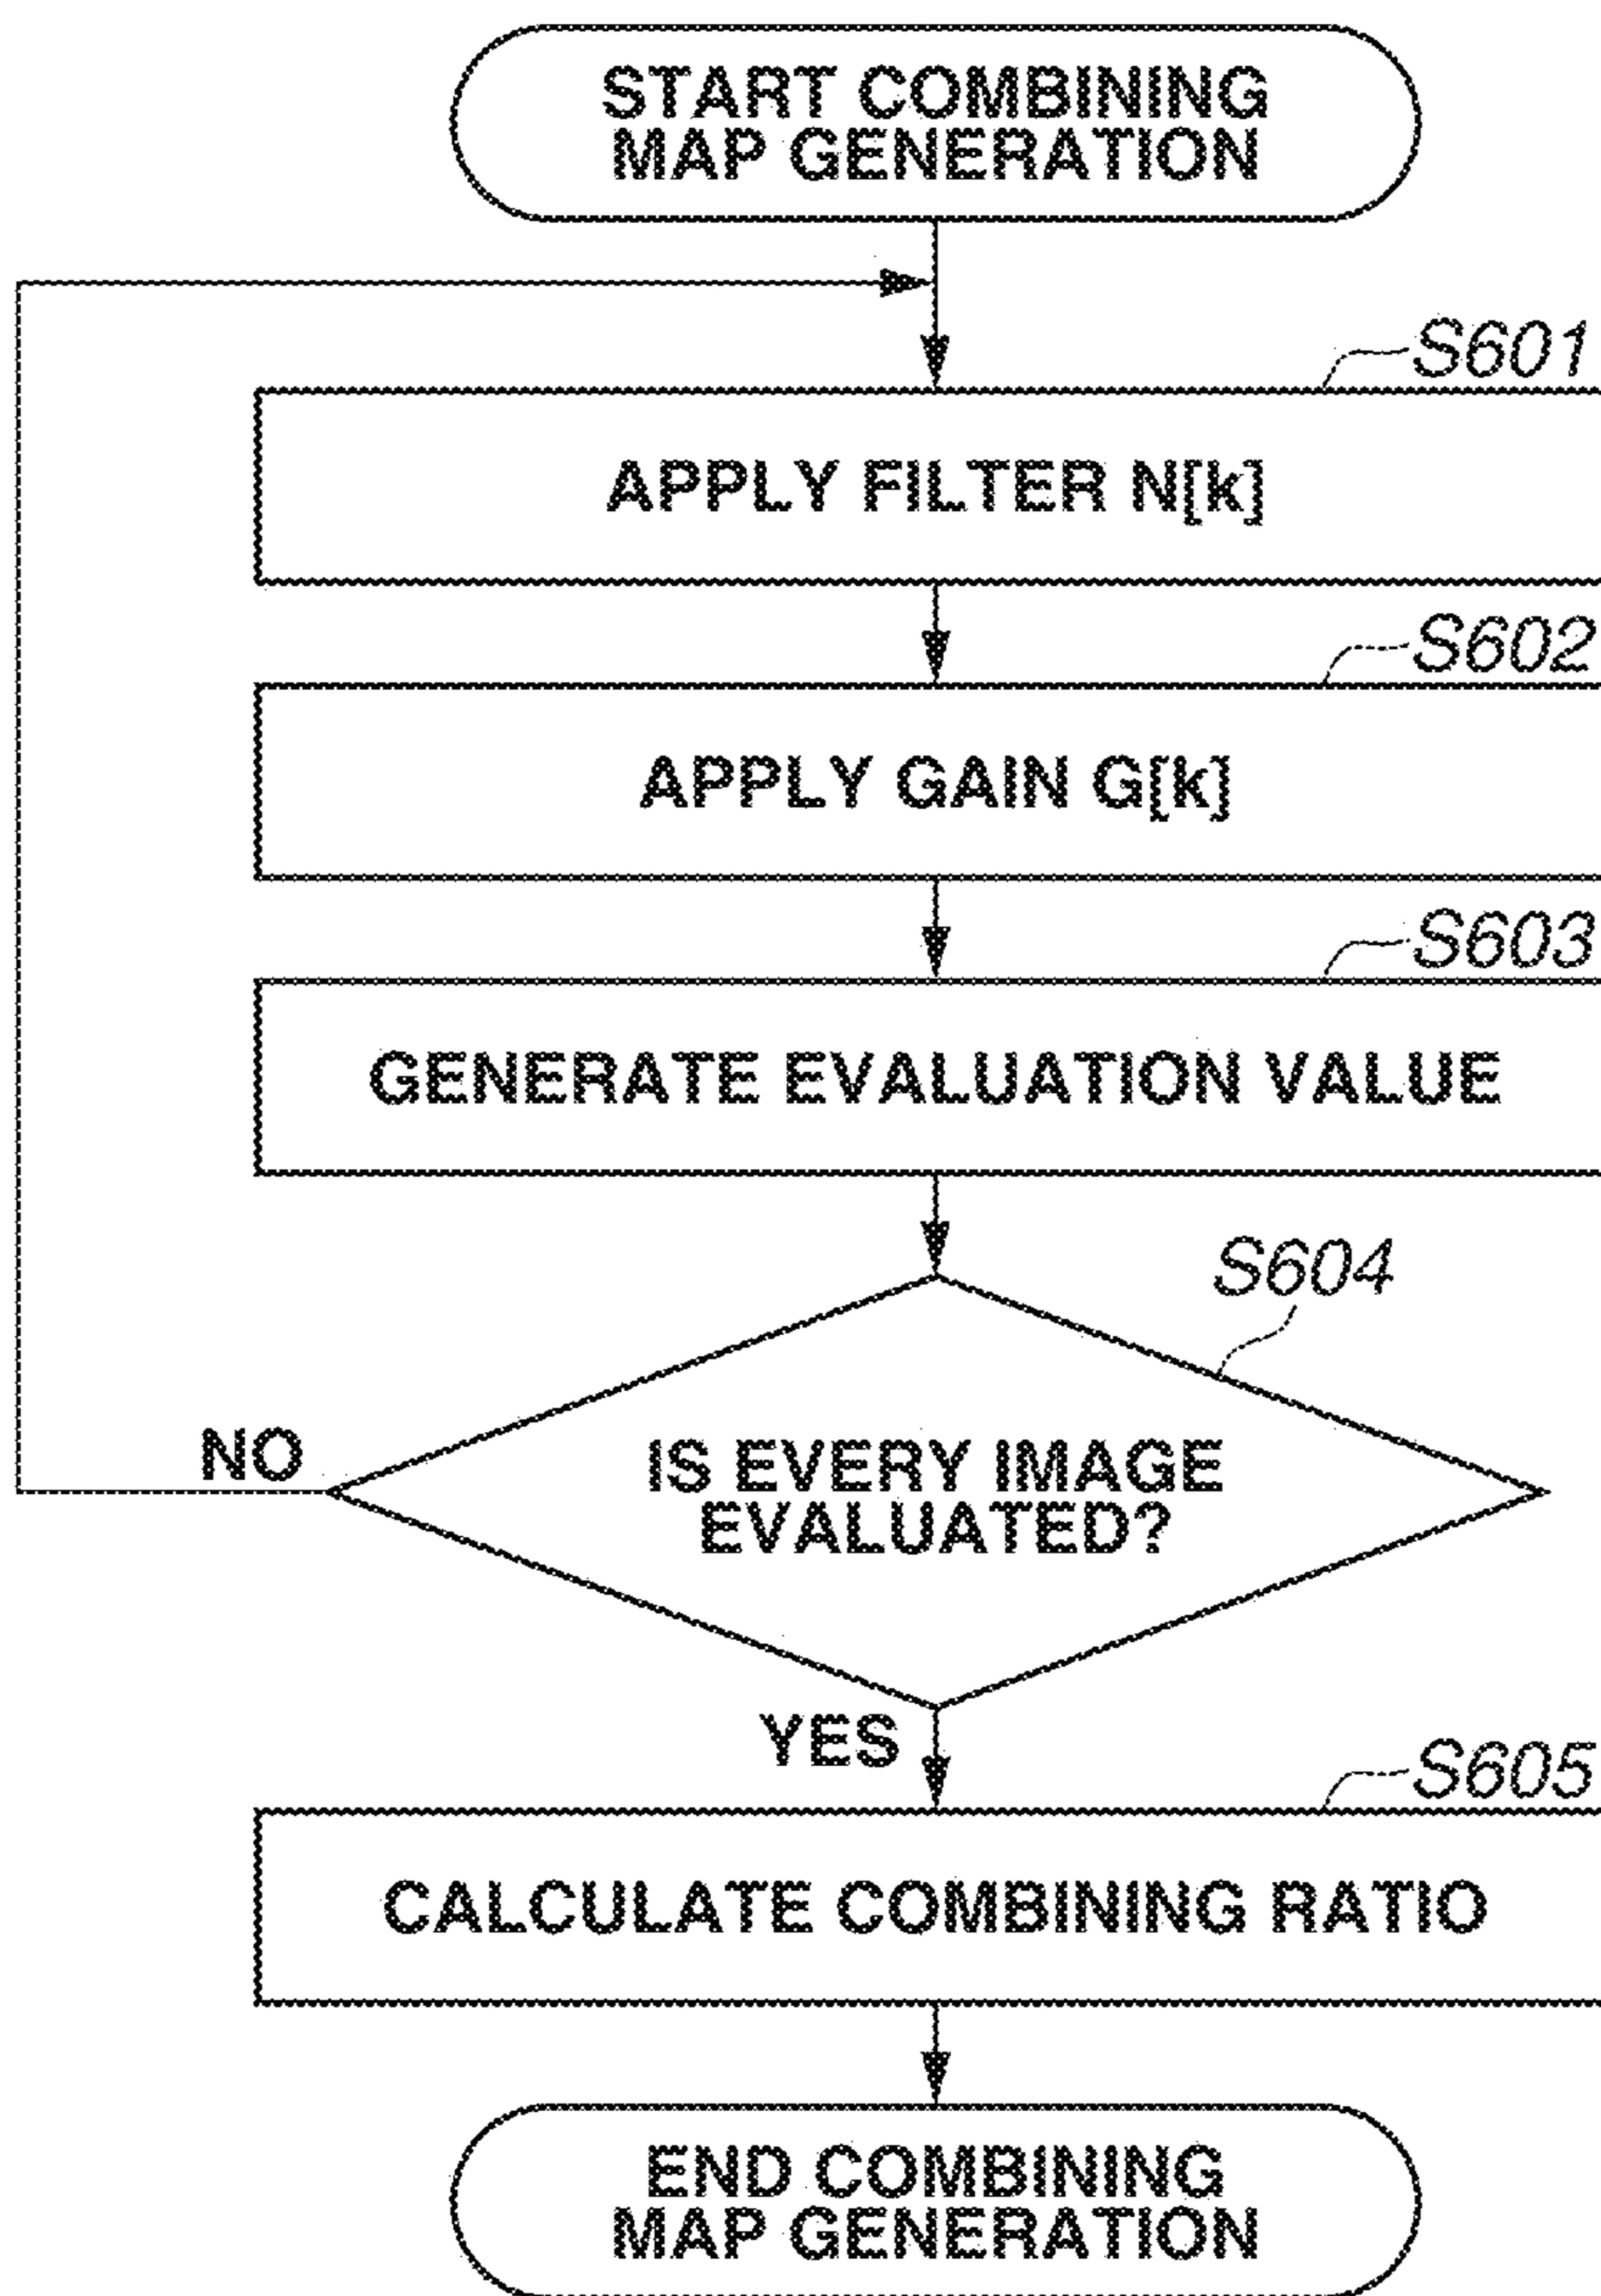 START COMBINING
MAP GENERATION
S601
APPLY FILTER N[k]
S602
APPLY GAIN G[k]
S603
GENERATE EVALUATION VALUE
S604
IS EVERY IMAGE
EVALUATED?
NO
YES
S605
CALCULATE COMBINING RATIO
END COMBINING
MAP GENERATION